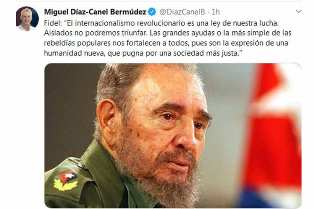 Miguel Díaz-Canel Bermúdez @DiazCanelB · 1h
Fidel: "El internacionalismo revolucionario es una ley de nuestra lucha.
Aislados no podremos triunfar. Las grandes ayudas o la más simple de las
rebeldías populares nos fortalecen a todos, pues son la expresión de una
humanidad nueva, que pugna por una sociedad más justa."